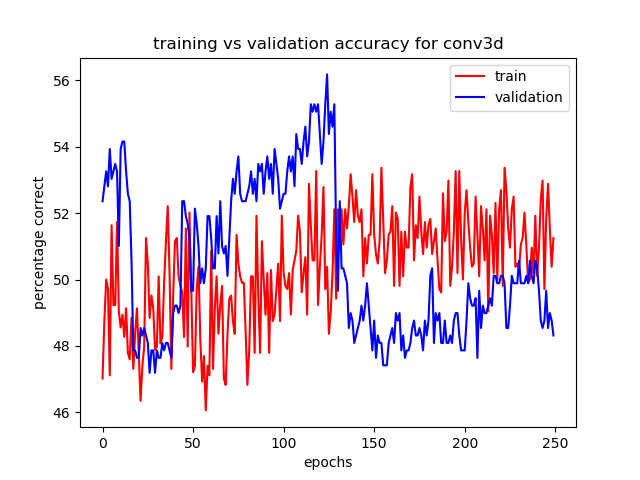 training vs validation accuracy for conv3d
train
validation
percentage correct
56
54
52
50
48
46
0
50
100
150
200
250
epochs